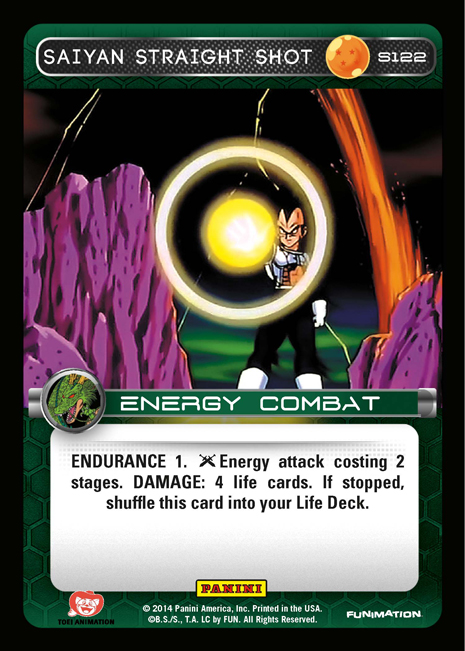 SAIYAN STRAIGHT SHOT S122
ENERGY COMBAT
ENDURANCE 1. Energy attack costing 2
stages. DAMAGE: 4 life cards. If stopped,
shuffle this card into your Life Deck.
PANINI
TOEI ANIMATION
© 2014 Panini America, Inc. Printed in the USA.
©B.S./S., T.A. LC by FUN. All Rights Reserved.
FUNIMATION